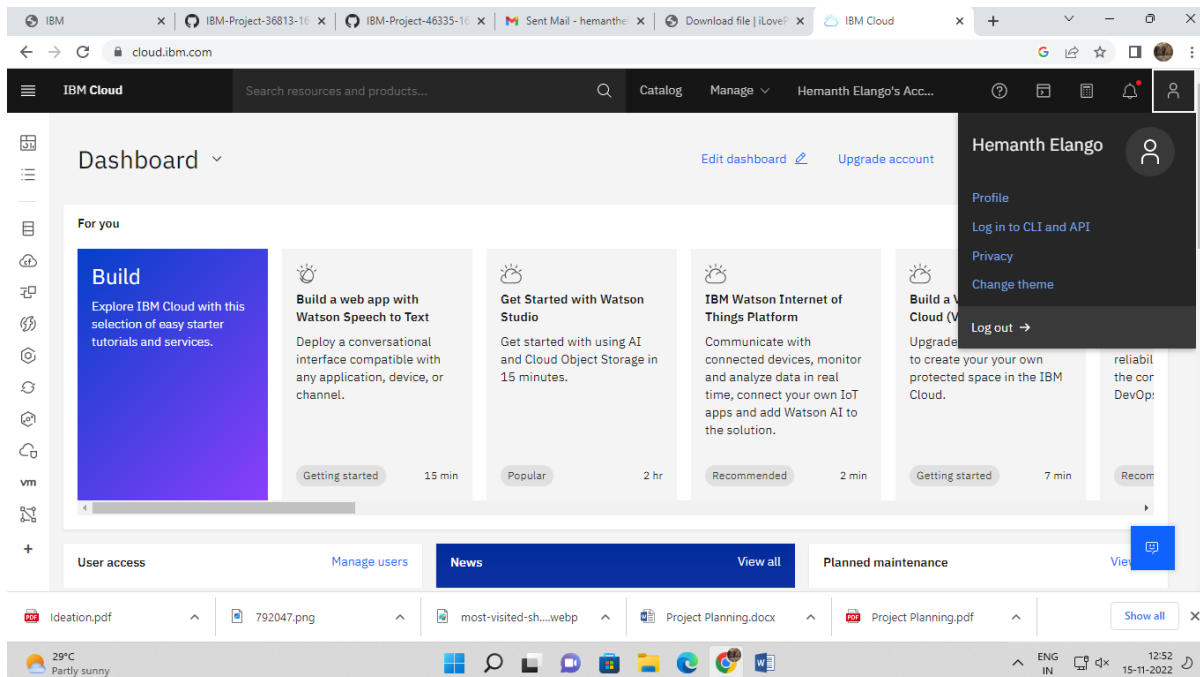 IBM
IBM-Project-36813-16
IBM-Project-46335-16
Sent Mail - hemanthe
Download file | iLoveP
IBM Cloud
cloud.ibm.com
IBM Cloud
Search resources and products...
Catalog
Manage
Hemanth Elango's Acc...
Dashboard
Edit dashboard
Upgrade account
Hemanth Elango
Profile
Log in to CLI and API
Privacy
Change theme
Log out →
For you
Build
Explore IBM Cloud with this
selection of easy starter
tutorials and services.
Build a web app with
Watson Speech to Text
Deploy a conversational
interface compatible with
any application, device, or
channel.
Getting started
15 min
Get Started with Watson
Studio
Get started with using AI
and Cloud Object Storage in
15 minutes.
Popular
2 hr
IBM Watson Internet of
Things Platform
Communicate with
connected devices, monitor
and analyze data in real
time, connect your own IoT
apps and add Watson AI to
the solution.
Recommended
2 min
Build a V
Cloud (V
Upgrade
to create your your own
protected space in the IBM
Cloud.
Getting started
7 min
reliabil
the cor
DevOps
Recom
vm
User access
Manage users
News
View all
Planned maintenance
Vie
Ideation.pdf
792047.png
most-visited-sh....webp
Project Planning.docx
Project Planning.pdf
Show all
29°C
Partly sunny
ENG
IN
12:52
15-11-2022